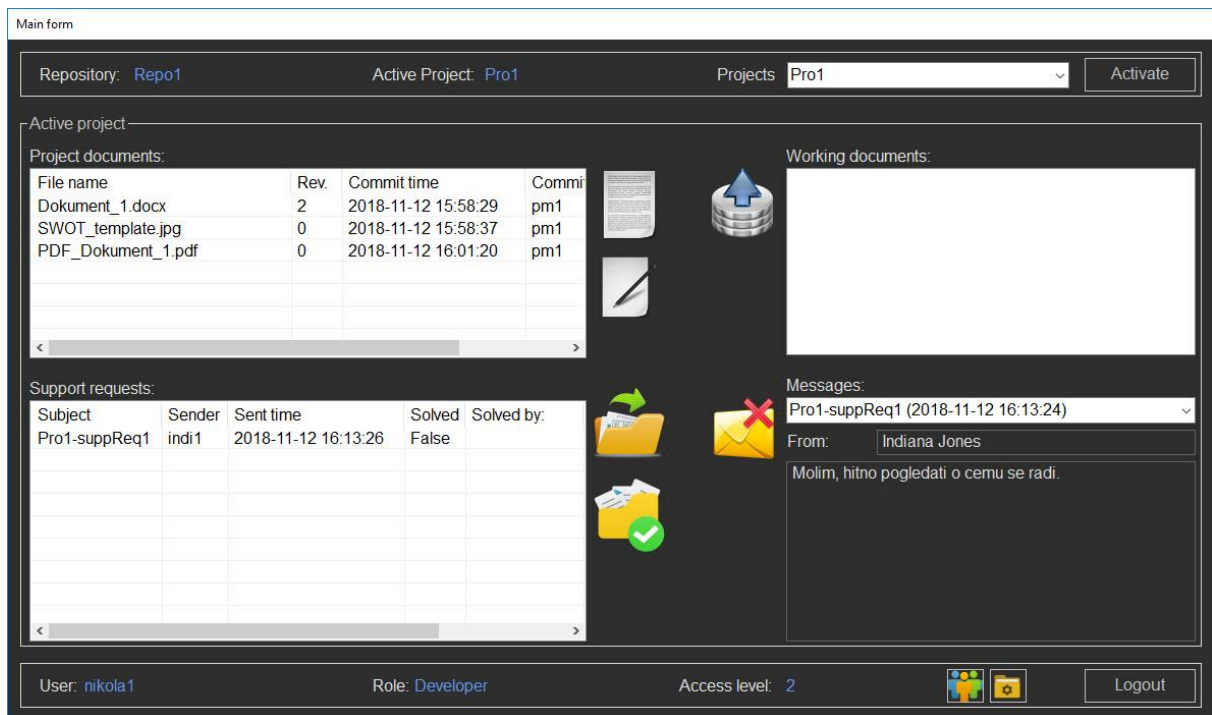 Main form
Repository: Repo1 Active Project: Pro1 Projects Pro1 Activate
Active project
Project documents:
File name Rev. Commit time Commi
Dokument_1.docx 2 2018-11-12 15:58:29 pm1
SWOT_template.jpg 0 2018-11-12 15:58:37 pm1
PDF_Dokument_1.pdf 0 2018-11-12 16:01:20 pm1
Working documents:
Support requests:
Subject Sender Sent time Solved Solved by:
Pro1-suppReq1 indi1 2018-11-12 16:13:26 False
Messages:
Pro1-suppReq1 (2018-11-12 16:13:24)
From: Indiana Jones
Molim, hitno pogledati o cemu se radi.
User: nikola1 Role: Developer Access level: 2 Logout